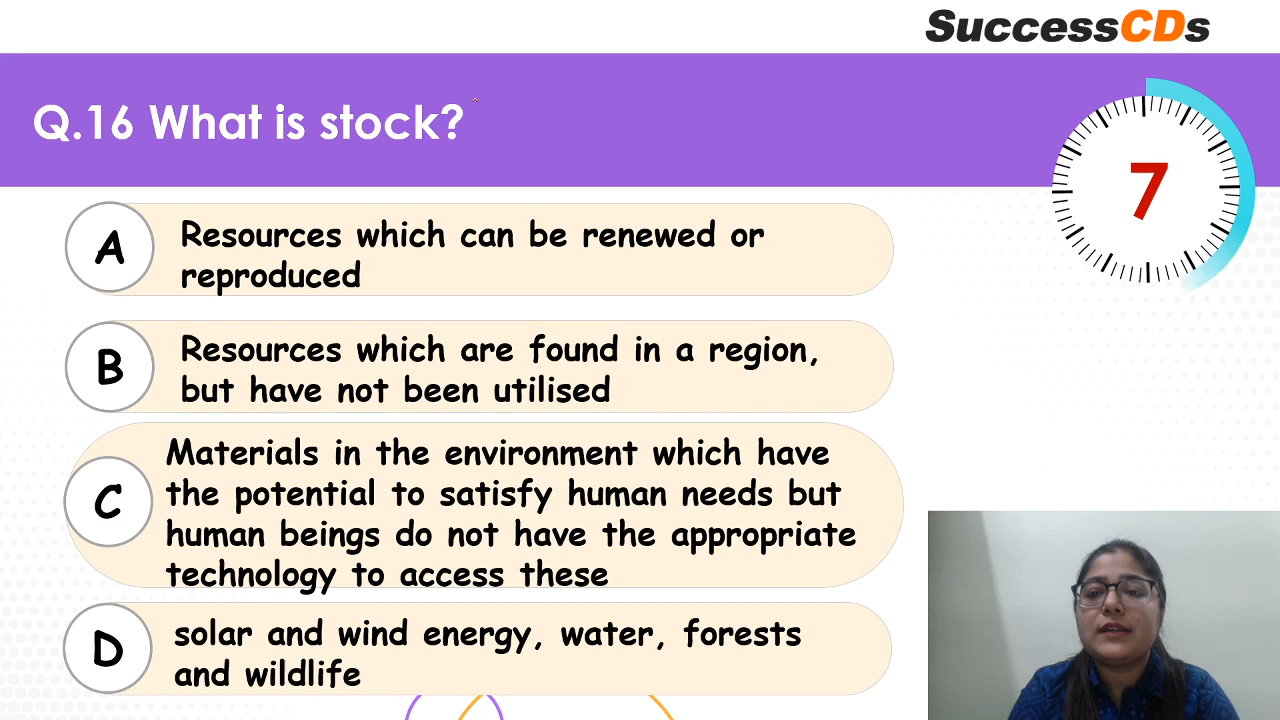 SuccessCDs
Q.16 What is stock?
7
A
Resources which can be renewed or
reproduced
B
Resources which are found in a region,
but have not been utilised
C
Materials in the environment which have
the potential to satisfy human needs but
human beings do not have the appropriate
technology to access these
D
solar and wind energy, water, forests
and wildlife